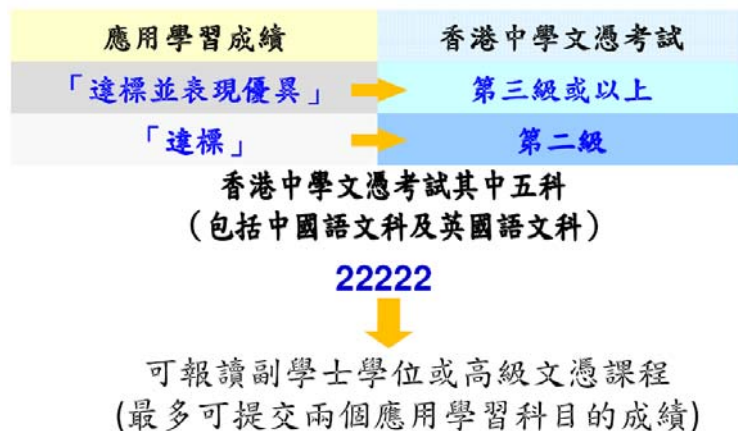 應用學習成績 香港中學文憑考試
「達標並表現優異」 第三級或以上
「達標」 第二級
香港中學文憑考試其中五科
（包括中國語文科及英國語文科）
22222
可報讀副學士學位或高級文憑課程
(最多可提交兩個應用學習科目的成績)